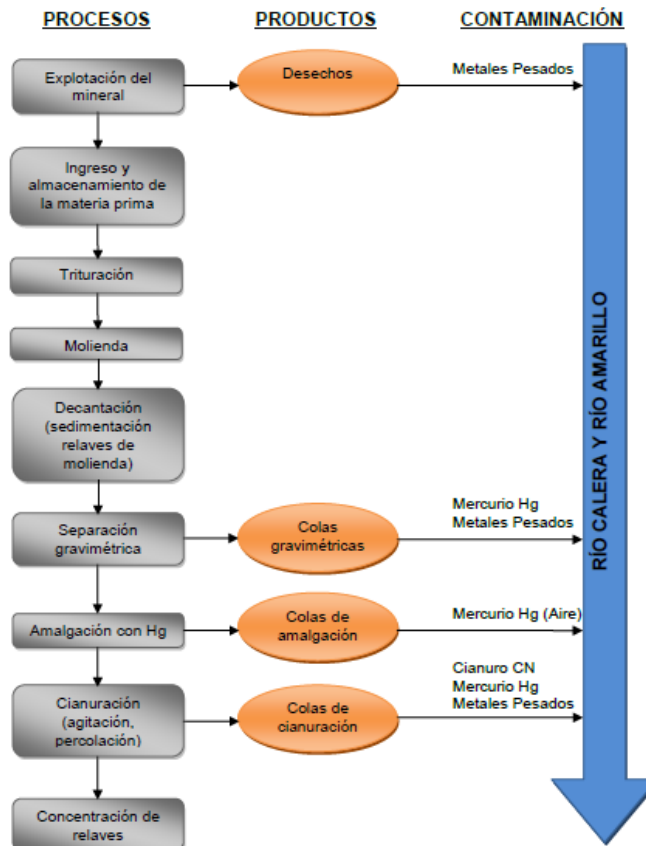 PROCESOS
PRODUCTOS
CONTAMINACIÓN
Explotación del
mineral
Desechos
Metales Pesados
Ingreso y
almacenamiento de
la materia prima
Trituración
Molienda
Decantación
(sedimentación
relaves de
molienda)
Separación
gravimétrica
Colas
gravimétricas
Mercurio Hg
Metales Pesados
Amalgación con Hg
Colas de
amalgación
Mercurio Hg (Aire)
Cianuración
(agitación,
percolación)
Colas de
cianuración
Cianuro CN
Mercurio Hg
Metales Pesados
Concentración de
relaves
RÍO CALERA Y RÍO AMARILLO